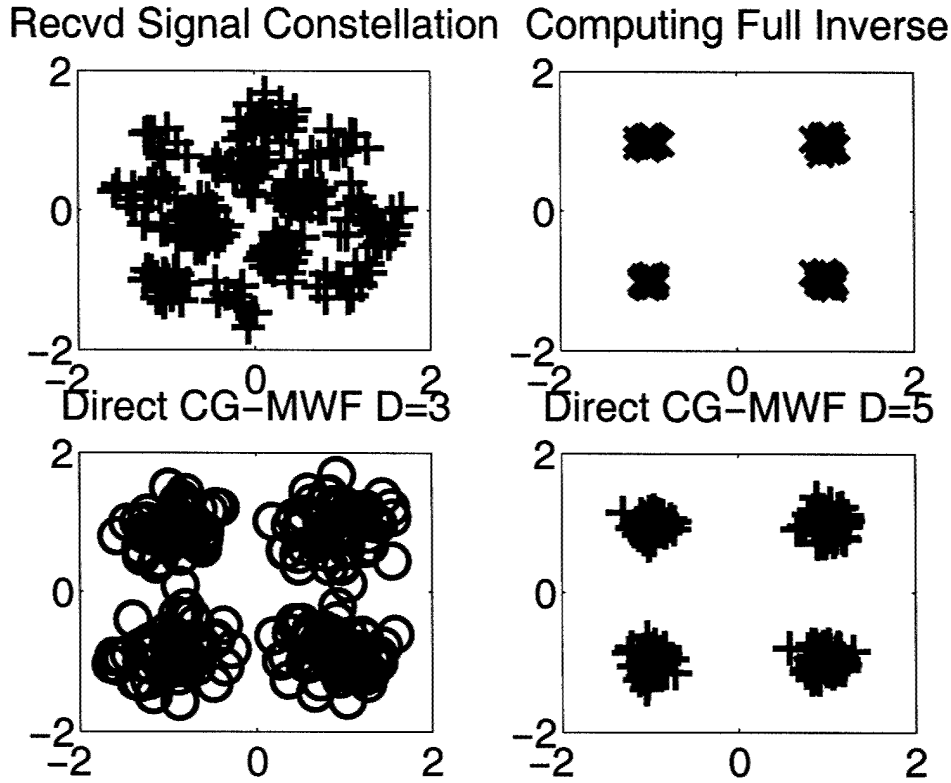 Recvd Signal Constellation
2
0
−2
−2 0 2
Computing Full Inverse
2
0
−2
−2 0 2
Direct CG−MWF D=3
2
0
−2
−2 0 2
Direct CG−MWF D=5
2
0
−2
−2 0 2